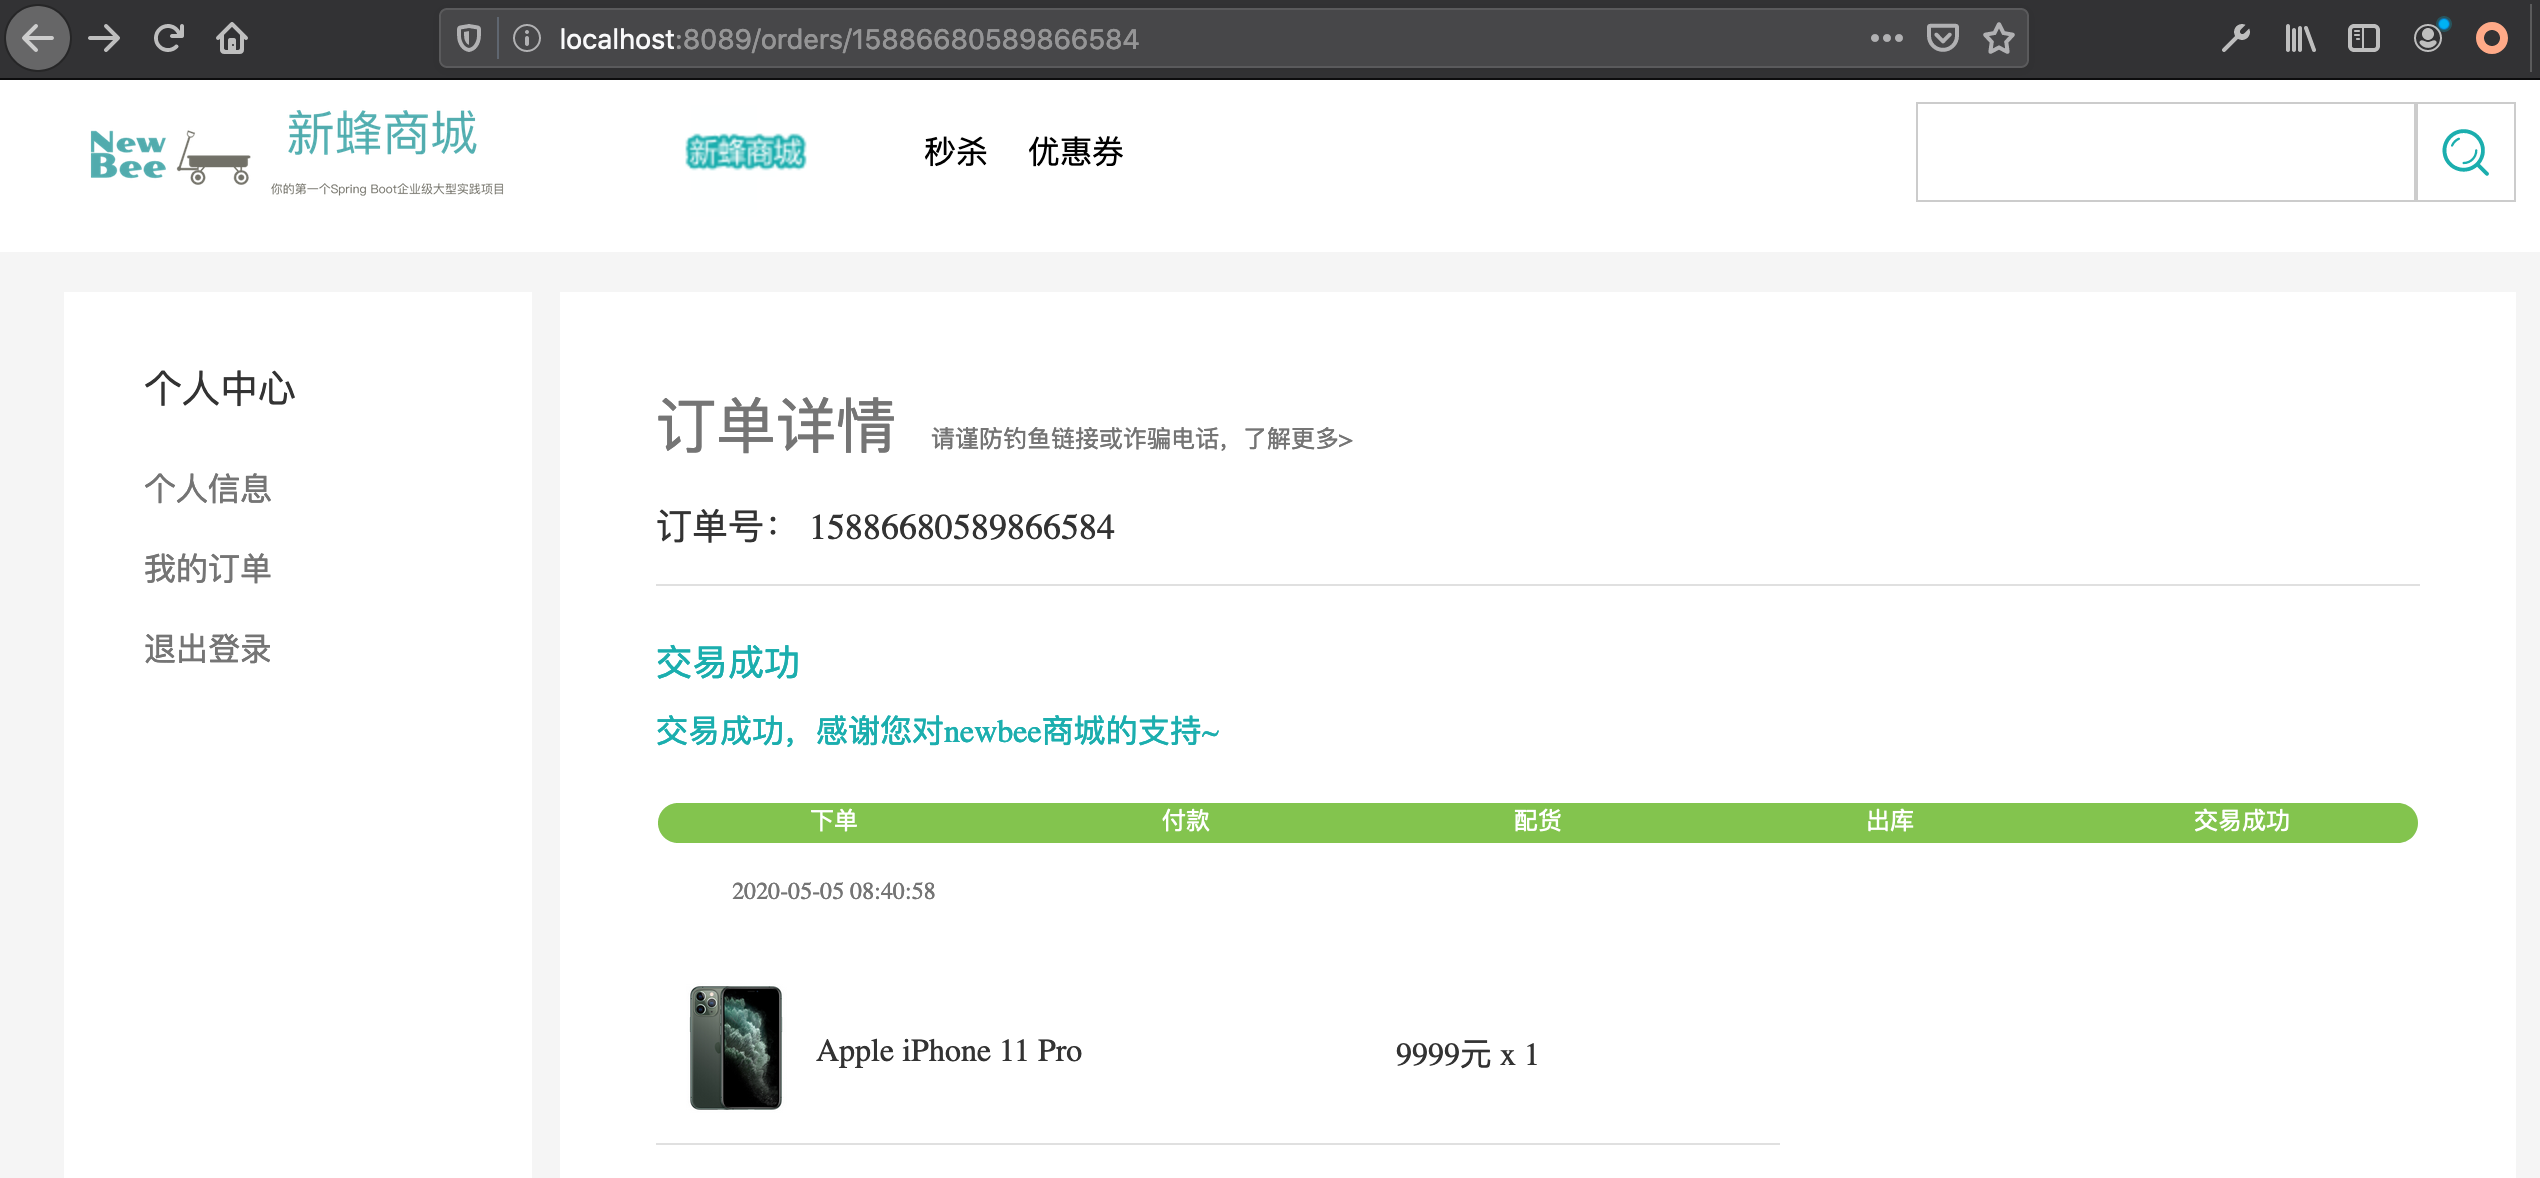 localhost:8089/orders/15886680589866584
New
Bee
新蜂商城
你的第一个Spring Boot企业级大型实践项目
新蜂商城
秒杀 优惠券
个人中心
个人信息
我的订单
退出登录
订单详情 请谨防钓鱼链接或诈骗电话，了解更多>
订单号： 15886680589866584
交易成功
交易成功，感谢您对newbee商城的支持~
下单 付款 配货 出库 交易成功
2020-05-05 08:40:58
Apple iPhone 11 Pro 9999元 x 1